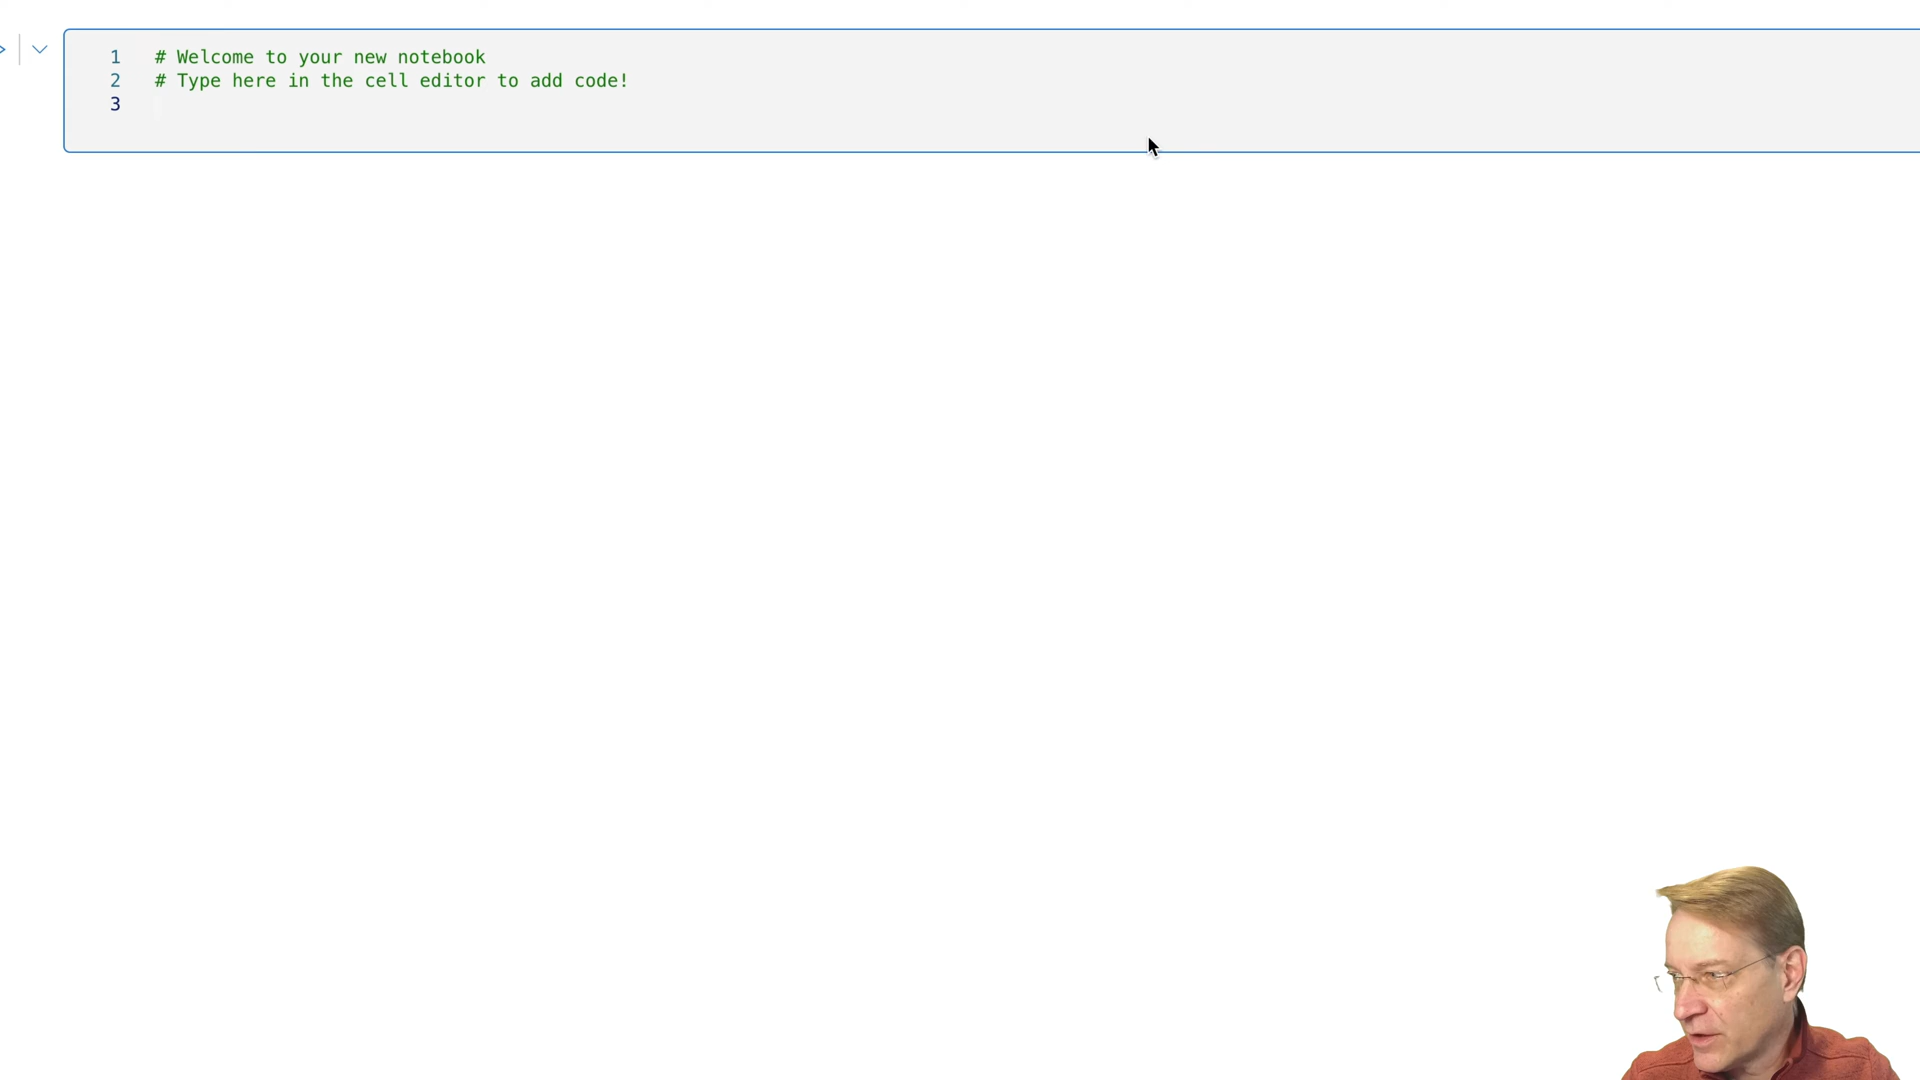 1 # Welcome to your new notebook
2 # Type here in the cell editor to add code!
3